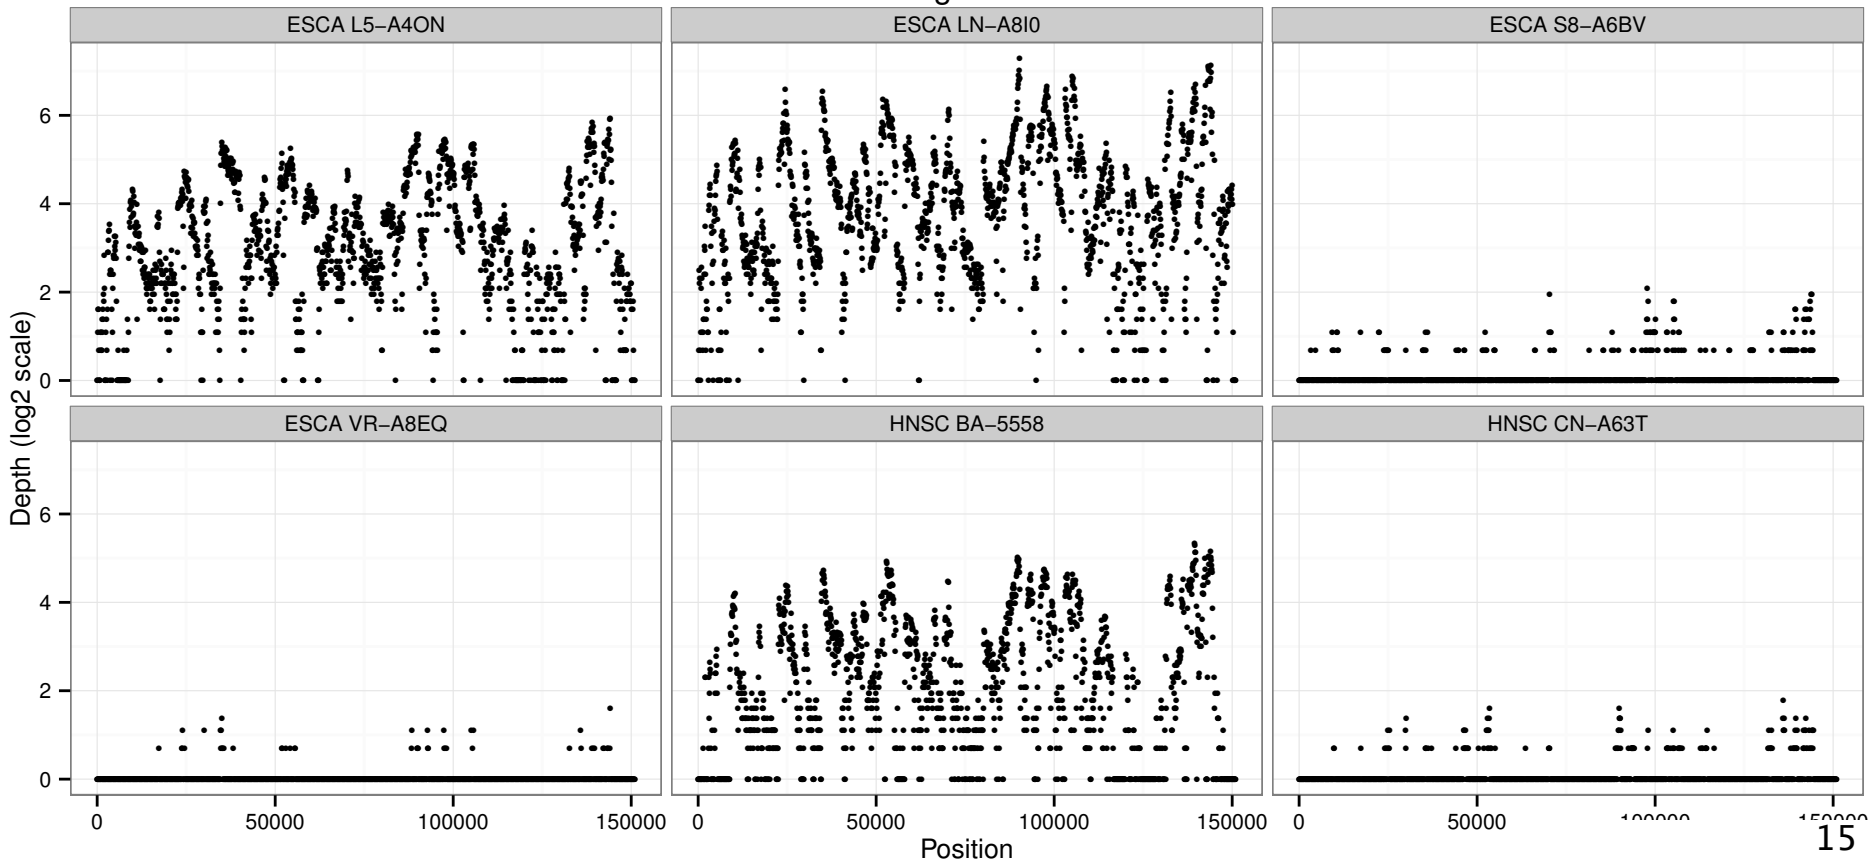 ESCA L5−A4ON
ESCA LN−A8I0
ESCA S8−A6BV
6
4
2
0
ESCA VR−A8EQ
HNSC BA−5558
HNSC CN−A63T
Depth (log2 scale)
6
4
2
0
0 50000 100000 150000
0 50000 100000 150000
0 50000 100000 150000
Position
15